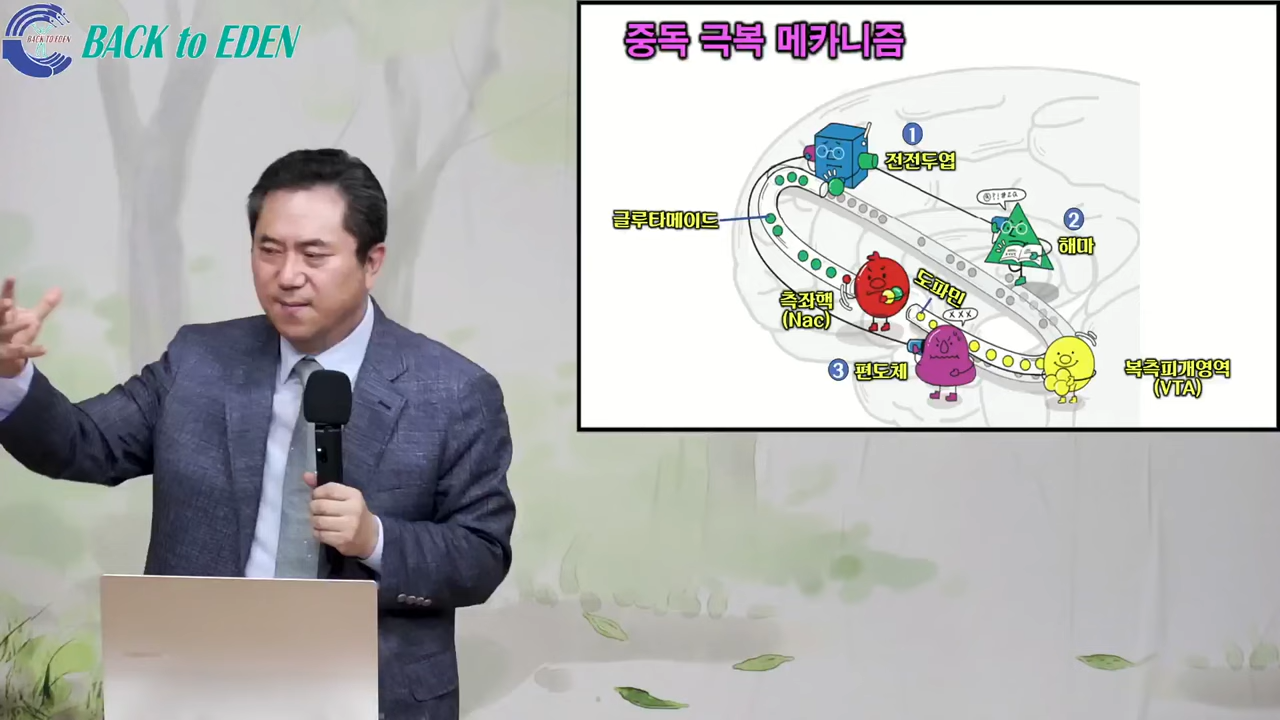 BACK TO EDEN
BACK to EDEN
중독 극복 메카니즘
1
전전두엽
@?!#2a
2
해마
글루타메이드
도파민
측좌핵
(Nac)
X X X
3 편도체
복측피개영역
(VTA)